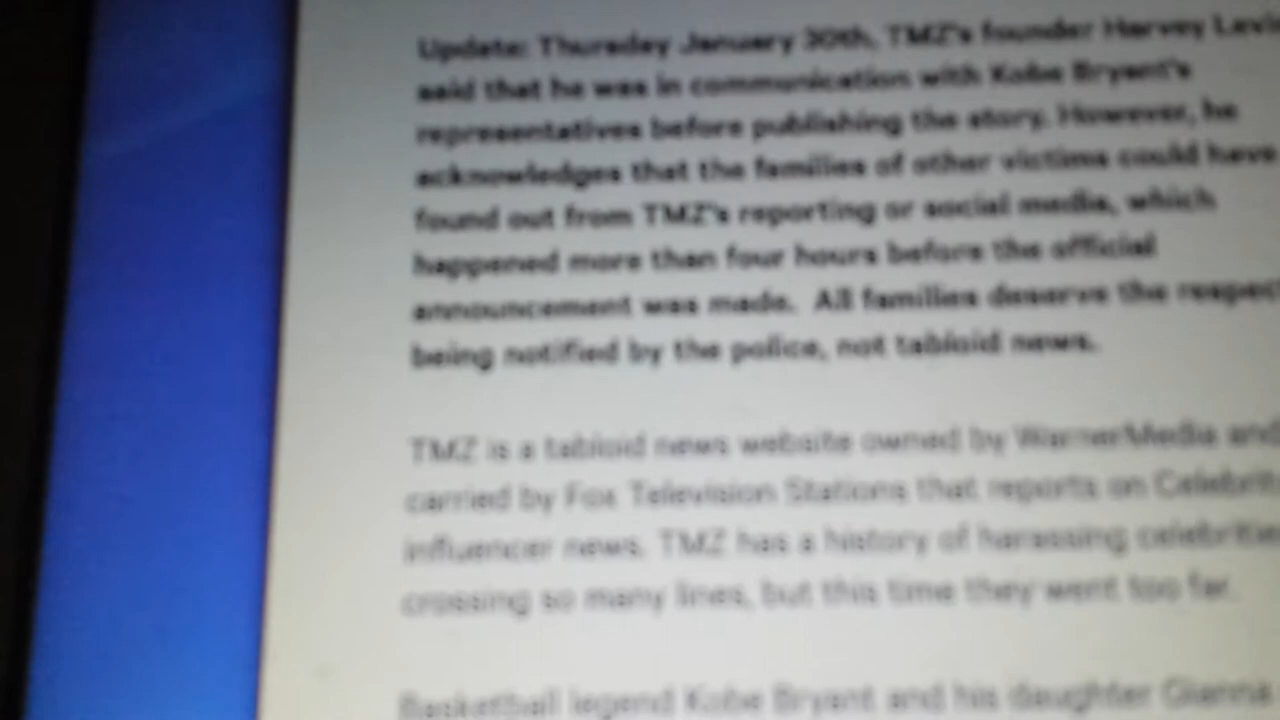 Update: Thursday January 30th, TMZ's founder Harvey Levi
said that he was in communication with Kobe Bryant's
representatives before publishing the story. However, he
acknowledges that the families of other victims could have
found out from TMZ's reporting or social media, which
happened more than four hours before the official
announcement was made. All families deserve the respec
being notified by the police, not tabloid news.
TMZ is a tabloid news website owned by WarnerMedia and
carried by Fox Television Stations that reports on Celebrit
influencer news. TMZ has a history of harassing celebritie
crossing so many lines, but this time they went too far.
Basketball legend Kobe Bryant and his daughter Gianna